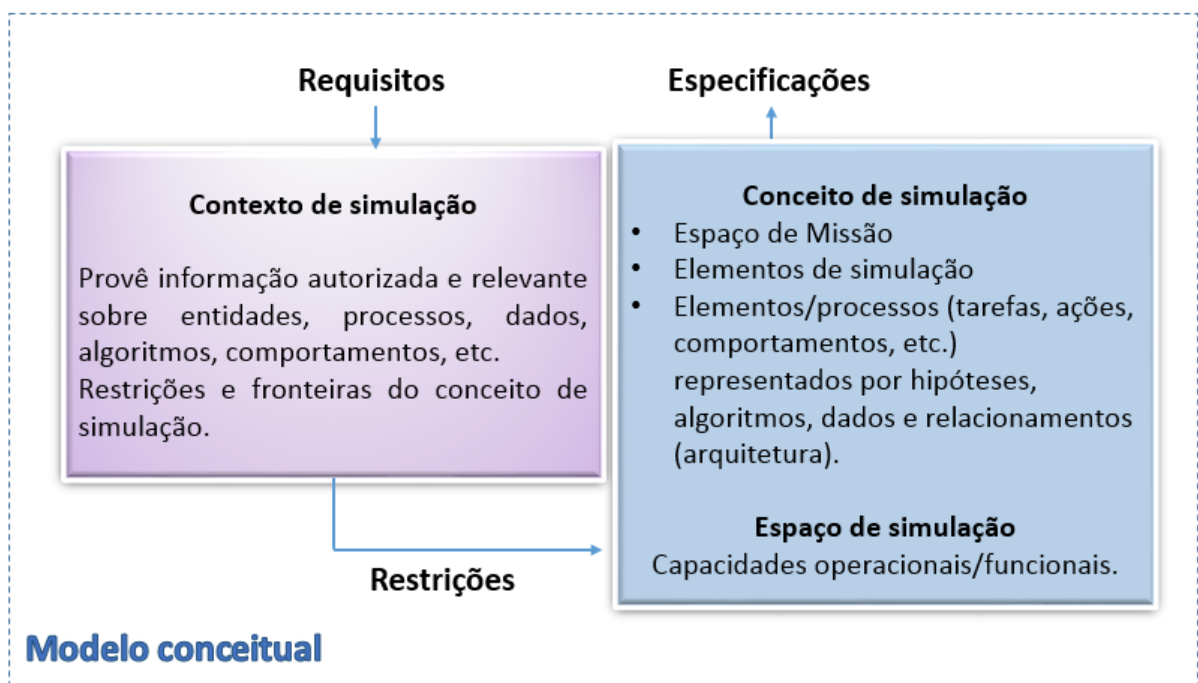 Requisitos
Especificações
Contexto de simulação
Provê informação autorizada e relevante
sobre entidades, processos, dados,
algoritmos, comportamentos, etc.
Restrições e fronteiras do conceito de
simulação.
Conceito de simulação
• Espaço de Missão
• Elementos de simulação
• Elementos/processos (tarefas, ações,
comportamentos, etc.)
representados por hipóteses,
algoritmos, dados e relacionamentos
(arquitetura).
Espaço de simulação
Capacidades operacionais/funcionais.
Restrições
Modelo conceitual